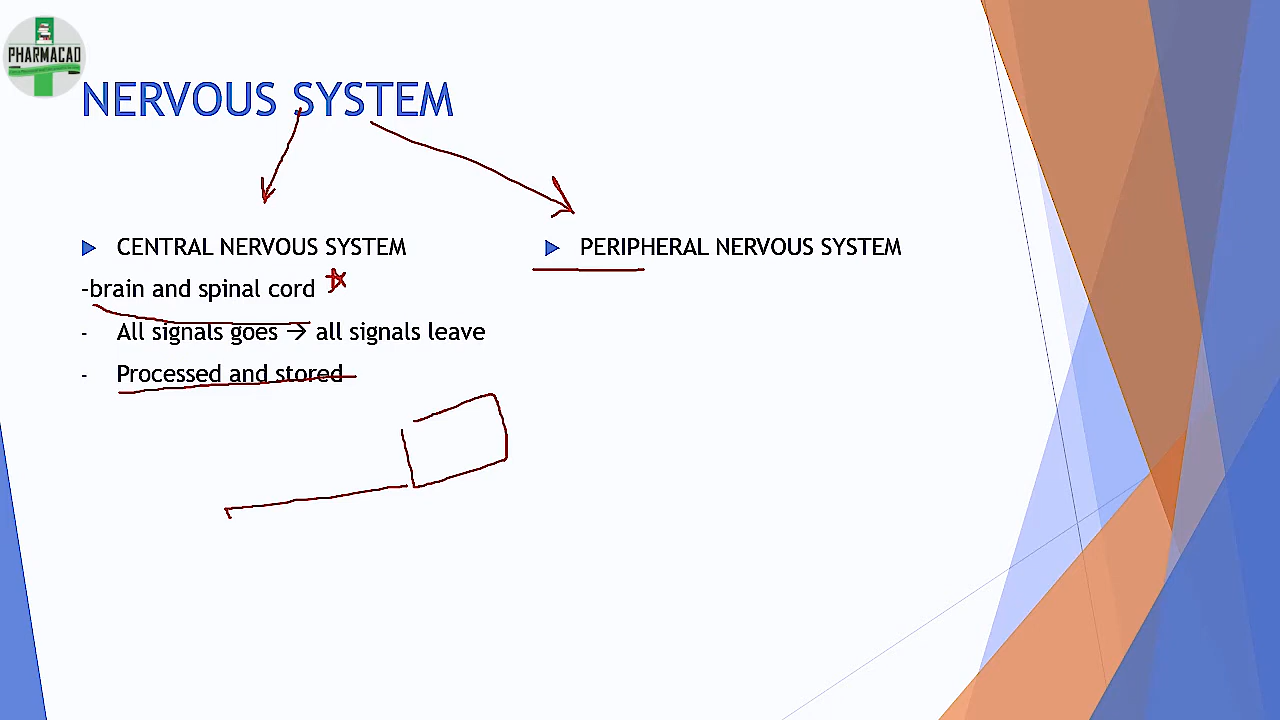 PHARMACAD
NERVOUS SYSTEM
CENTRAL NERVOUS SYSTEM
-brain and spinal cord
- All signals goes → all signals leave
- Processed and stored
PERIPHERAL NERVOUS SYSTEM